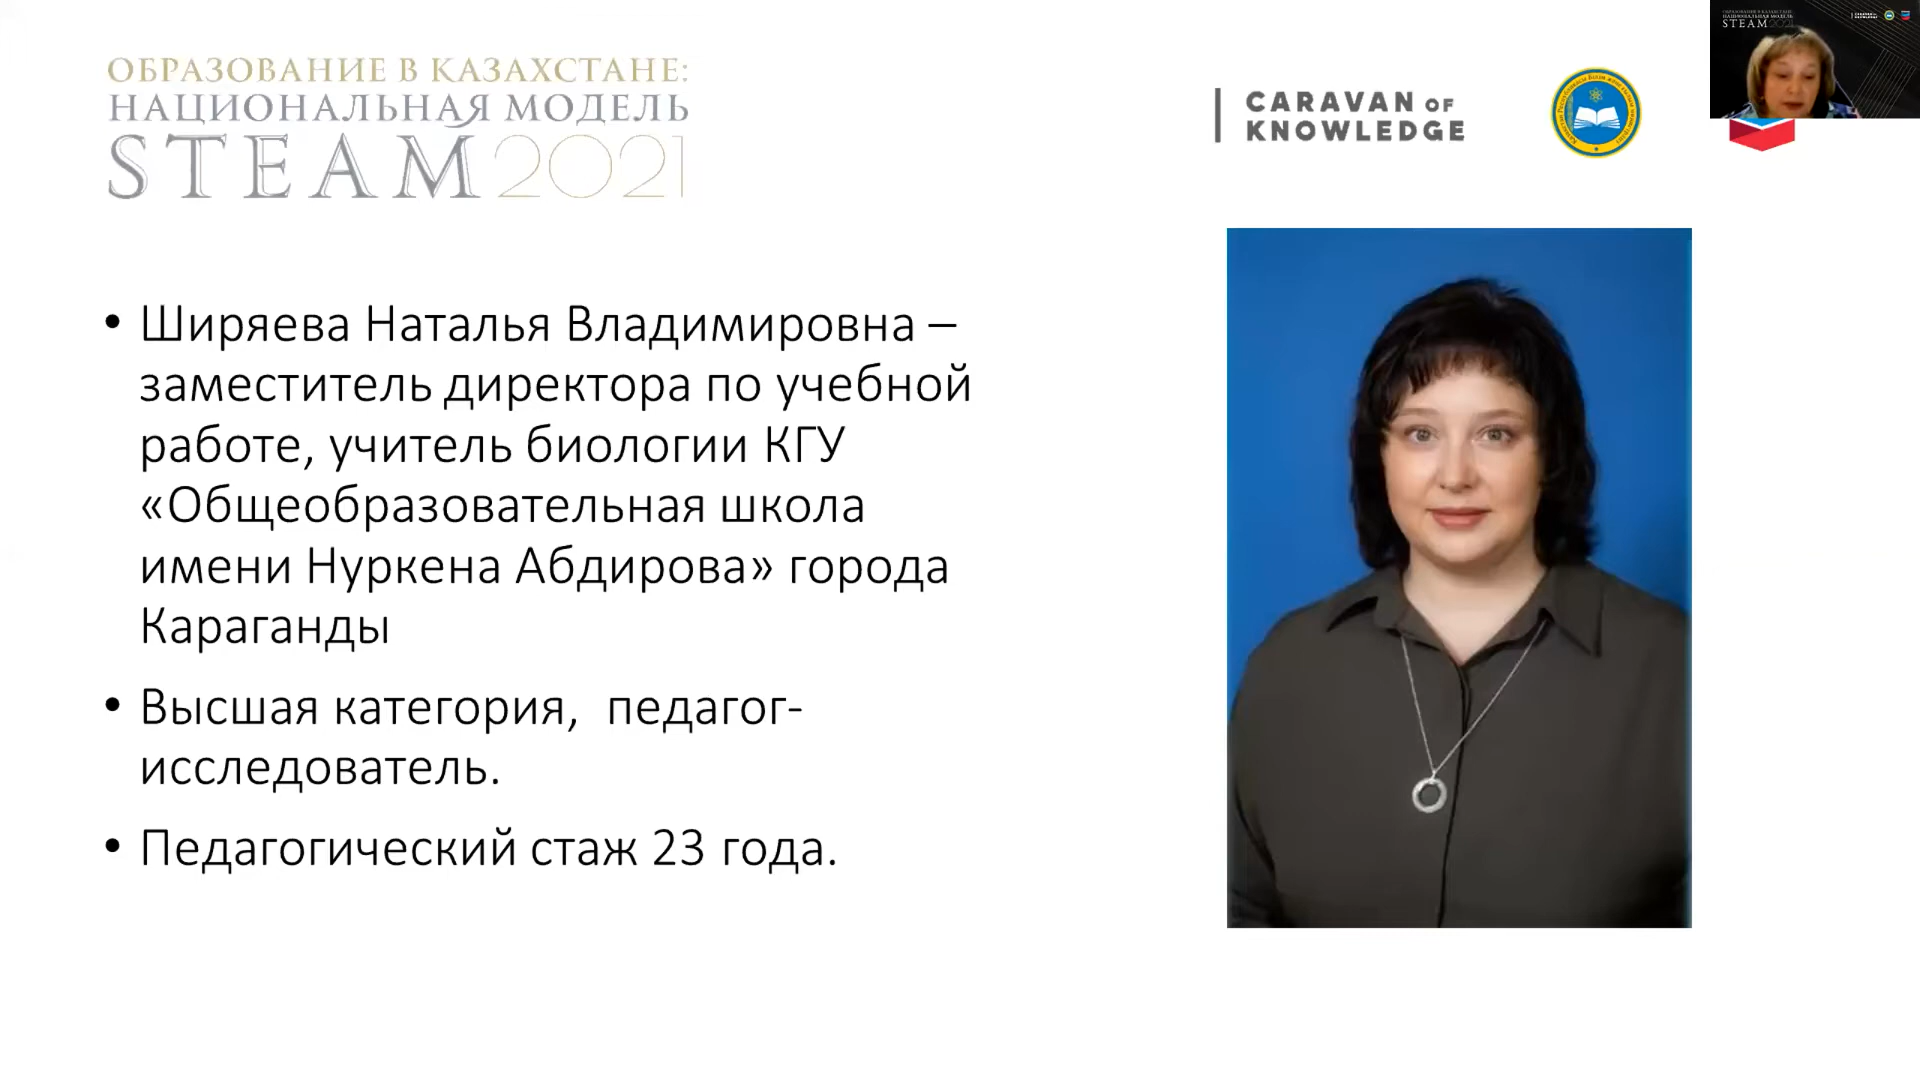 ОБРАЗОВАНИЕ В КАЗАХСТАНЕ:
НАЦИОНАЛЬНАЯ МОДЕЛЬ
STEAM 2021
CARAVAN OF
KNOWLEDGE
• Ширяева Наталья Владимировна –
заместитель директора по учебной
работе, учитель биологии КГУ
«Общеобразовательная школа
имени Нуркена Абдирова» города
Караганды
• Высшая категория,  педагог-
исследователь.
• Педагогический стаж 23 года.